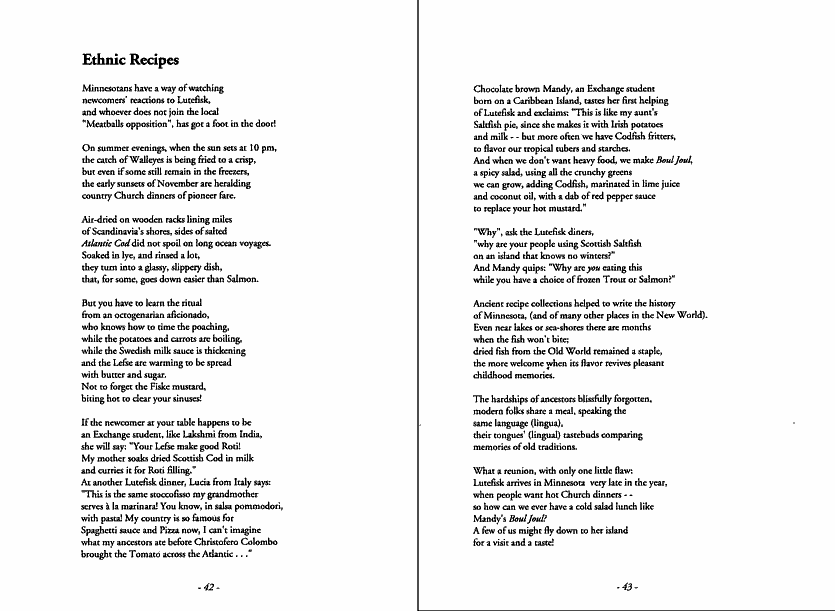 Ethnic Recipes
Minnesotans have a way of watching
newcomers' reactions to Lutefisk,
and whoever does not join the local
"Meatballs opposition", has got a foot in the door!
On summer evenings, when the sun sets at 10 pm,
the catch of Walleyes is being fried to a crisp,
but even if some still remain in the freezers,
the early sunsets of November are heralding
country Church dinners of pioneer fare.
Air-dried on wooden racks lining miles
of Scandinavia's shores, sides of salted
Atlantic Cod did not spoil on long ocean voyages.
Soaked in lye, and rinsed a lot,
they turn into a glassy, slippery dish,
that, for some, goes down easier than Salmon.
But you have to learn the ritual
from an octogenarian aficionado,
who knows how to time the poaching,
while the potatoes and carrots are boiling,
while the Swedish milk sauce is thickening
and the Lefse are warming to be spread
with butter and sugar.
Not to forget the Fiske mustard,
biting hot to clear your sinuses!
If the newcomer at your table happens to be
an Exchange student, like Lakshmi from India,
she will say: "Your Lefse make good Roti!
My mother soaks dried Scottish Cod in milk
and curries it for Roti filling."
At another Lutefisk dinner, Lucia from Italy says:
"This is the same stoccofisso my grandmother
serves à la marinara! You know, in salsa pommodori,
with pasta! My country is so famous for
Spaghetti sauce and Pizza now, I can't imagine
what my ancestors ate before Christofero Colombo
brought the Tomato across the Atlantic . . ."
- 42 -
Chocolate brown Mandy, an Exchange student
born on a Caribbean Island, tastes her first helping
of Lutefisk and exclaims: "This is like my aunt's
Saltfish pie, since she makes it with Irish potatoes
and milk - - but more often we have Codfish fritters,
to flavor our tropical tubers and starches.
And when we don't want heavy food, we make Boul Joul,
a spicy salad, using all the crunchy greens
we can grow, adding Codfish, marinated in lime juice
and coconut oil, with a dab of red pepper sauce
to replace your hot mustard."
"Why", ask the Lutefisk diners,
"why are your people using Scottish Saltfish
on an island that knows no winters?"
And Mandy quips: "Why are you eating this
while you have a choice of frozen Trout or Salmon?"
Ancient recipe collections helped to write the history
of Minnesota, (and of many other places in the New World).
Even near lakes or sea-shores there are months
when the fish won't bite;
dried fish from the Old World remained a staple,
the more welcome when its flavor revives pleasant
childhood memories.
The hardships of ancestors blissfully forgotten,
modern folks share a meal, speaking the
same language (lingua),
their tongues' (lingual) tastebuds comparing
memories of old traditions.
What a reunion, with only one little flaw:
Lutefisk arrives in Minnesota very late in the year,
when people want hot Church dinners - -
so how can we ever have a cold salad lunch like
Mandy's Boul Joul?
A few of us might fly down to her island
for a visit and a taste!
- 43 -